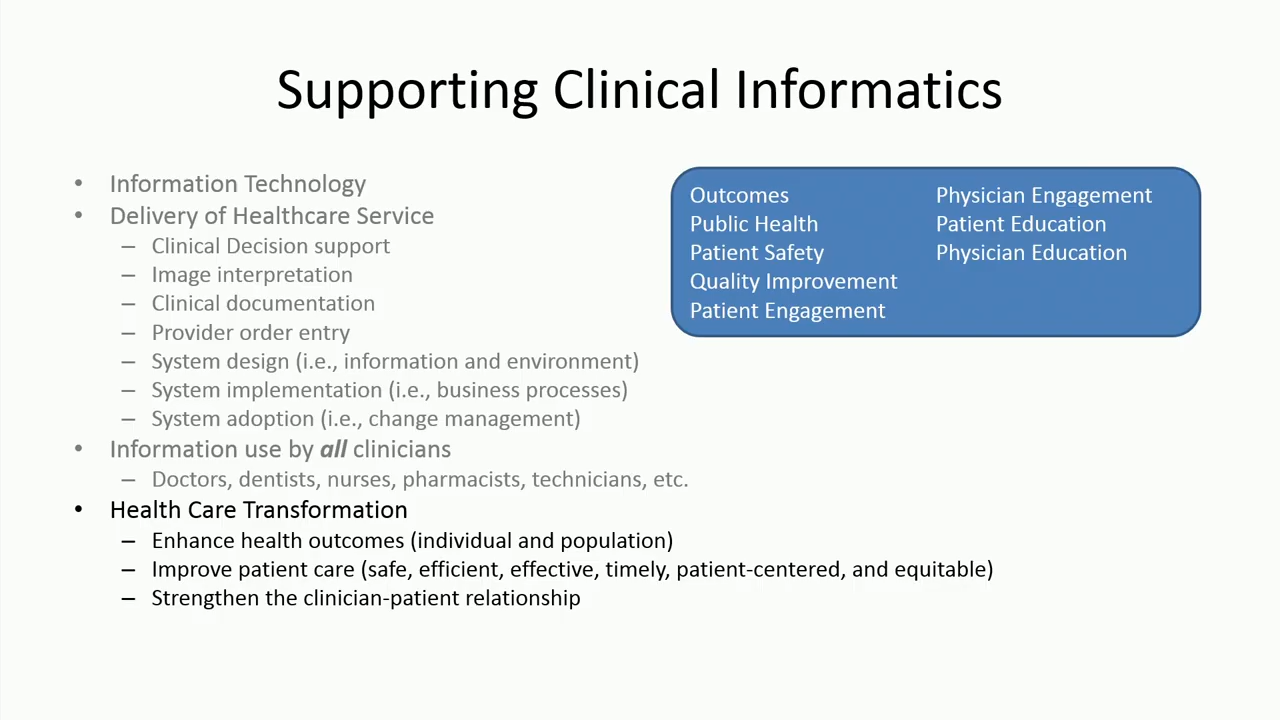 Supporting Clinical Informatics
• Information Technology
• Delivery of Healthcare Service
– Clinical Decision support
– Image interpretation
– Clinical documentation
– Provider order entry
– System design (i.e., information and environment)
– System implementation (i.e., business processes)
– System adoption (i.e., change management)
• Information use by all clinicians
– Doctors, dentists, nurses, pharmacists, technicians, etc.
• Health Care Transformation
– Enhance health outcomes (individual and population)
– Improve patient care (safe, efficient, effective, timely, patient-centered, and equitable)
– Strengthen the clinician-patient relationship
Outcomes
Public Health
Patient Safety
Quality Improvement
Patient Engagement
Physician Engagement
Patient Education
Physician Education